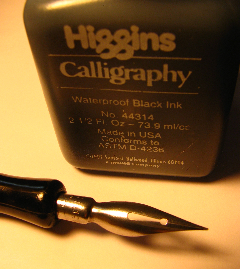 Higgins
Calligraphy
Waterproof Black Ink
No. 44314
2 1/2 Fl. Oz – 73.9 ml/cc
Made in USA
Conforms to
ASTM D-4236